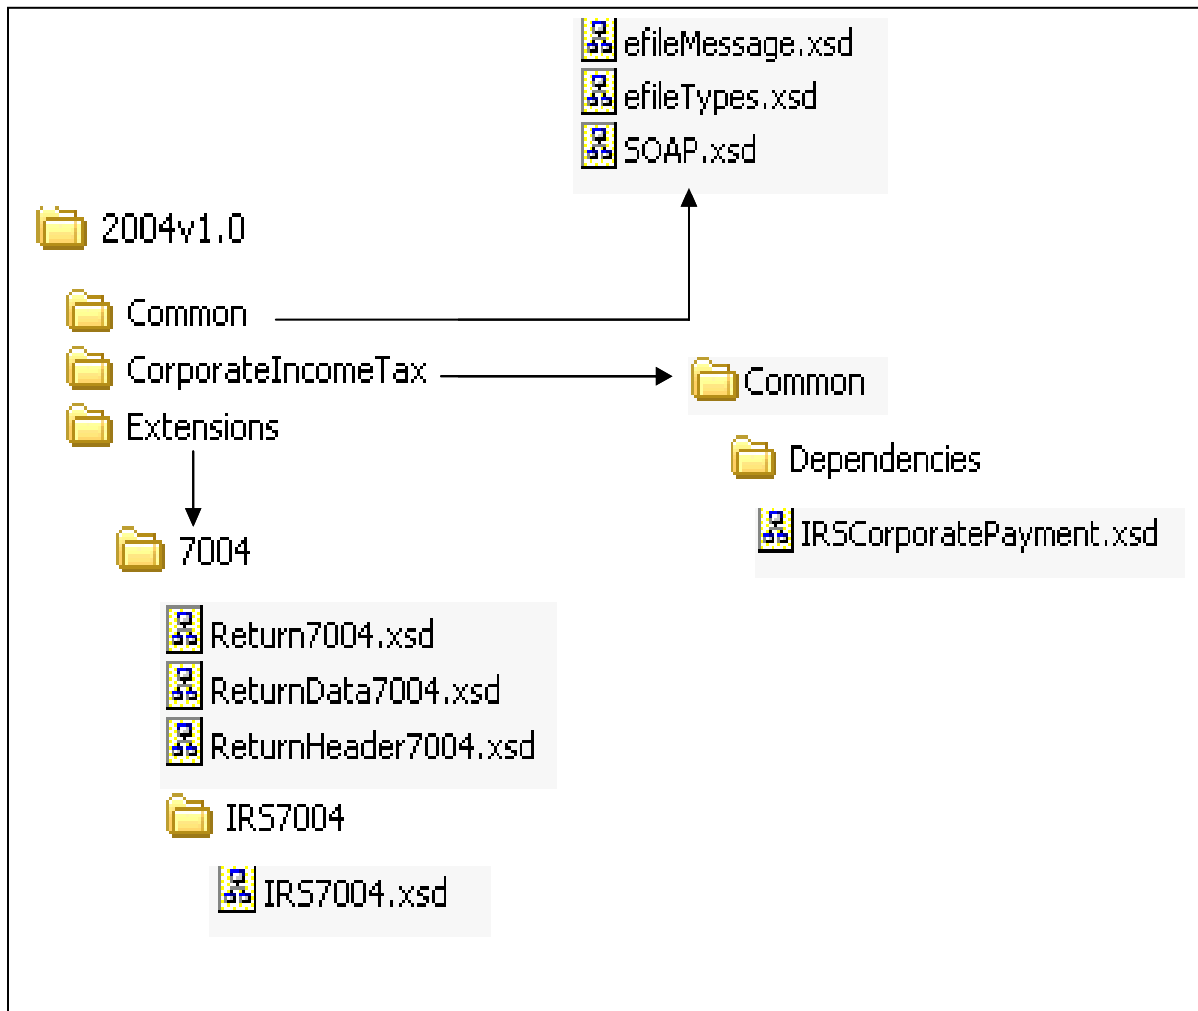 efileMessage.xsd
efileTypes.xsd
SOAP.xsd
2004v1.0
Common
CorporateIncomeTax
Extensions
Common
Dependencies
IRSCorporatePayment.xsd
7004
Return7004.xsd
ReturnData7004.xsd
ReturnHeader7004.xsd
IRS7004
IRS7004.xsd